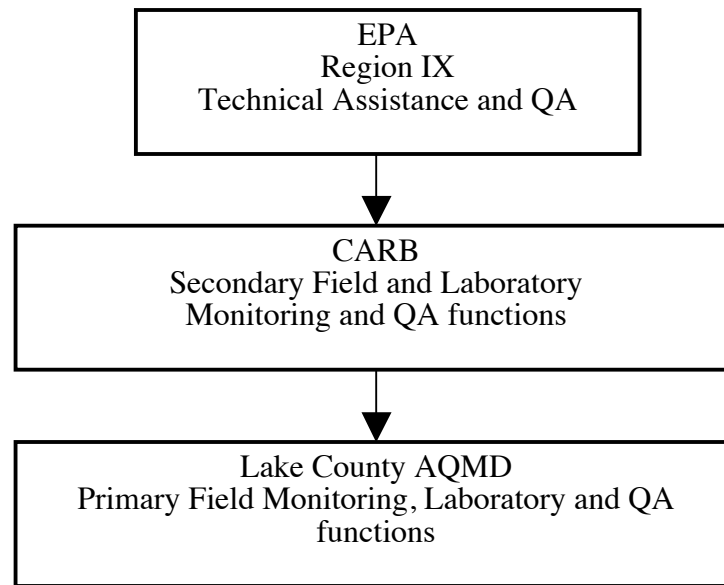 EPA
Region IX
Technical Assistance and QA
CARB
Secondary Field and Laboratory
Monitoring and QA functions
Lake County AQMD
Primary Field Monitoring, Laboratory and QA
functions